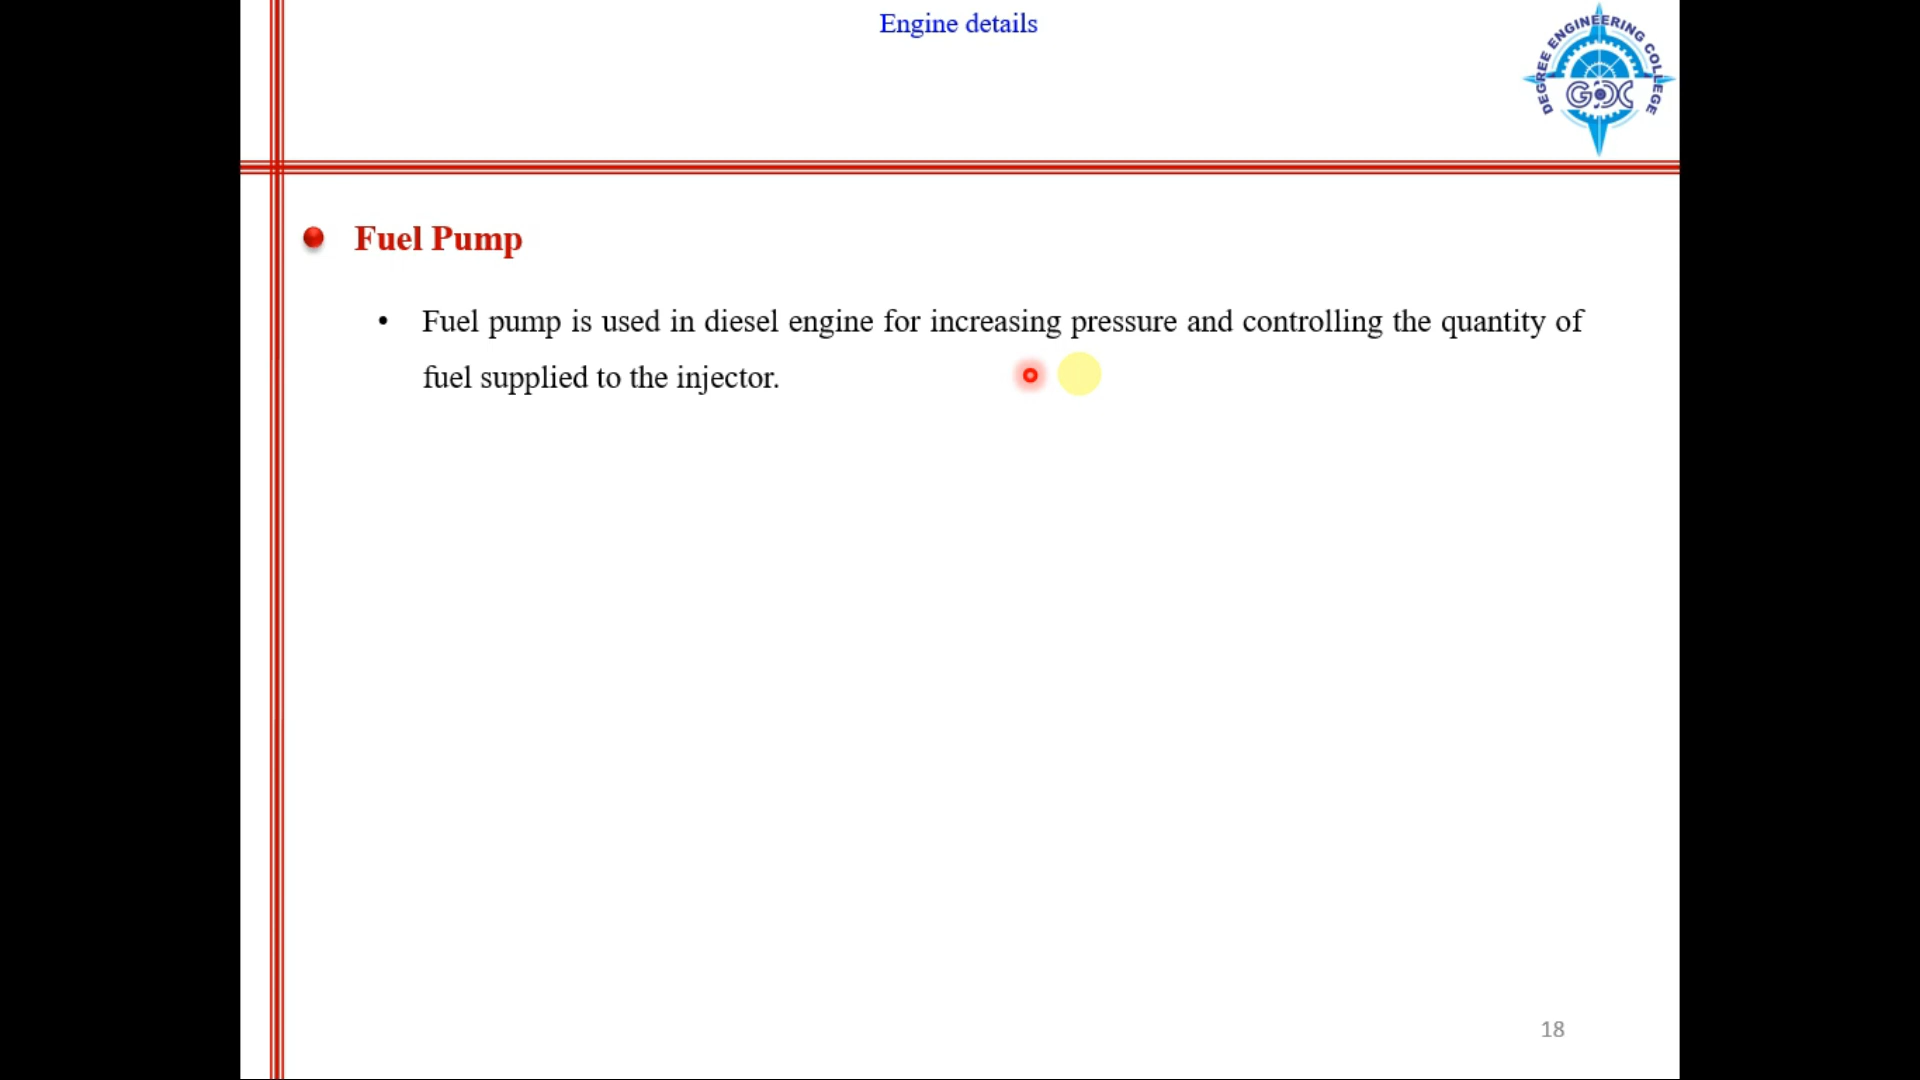 Engine details
DEGREE ENGINEERING COLLEGE
GEC
Fuel Pump
• Fuel pump is used in diesel engine for increasing pressure and controlling the quantity of
fuel supplied to the injector.
18